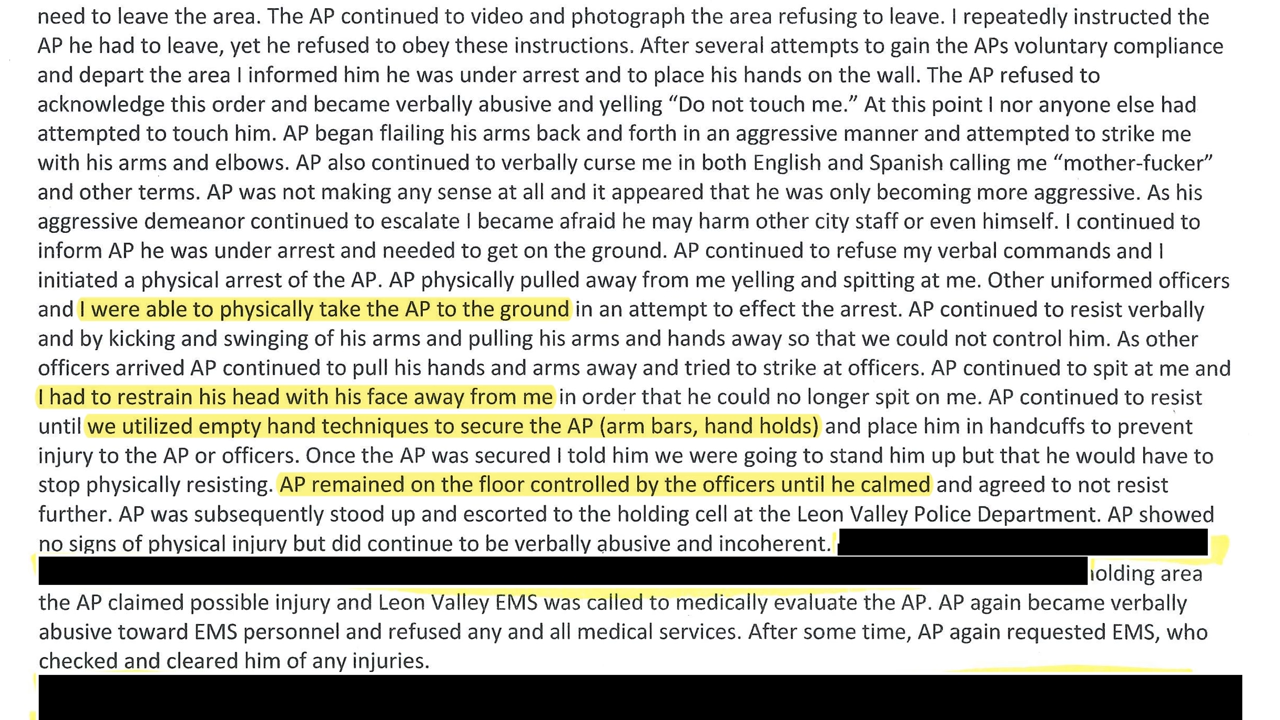 need to leave the area. The AP continued to video and photograph the area refusing to leave. I repeatedly instructed the
AP he had to leave, yet he refused to obey these instructions. After several attempts to gain the APs voluntary compliance
and depart the area I informed him he was under arrest and to place his hands on the wall. The AP refused to
acknowledge this order and became verbally abusive and yelling “Do not touch me.” At this point I nor anyone else had
attempted to touch him. AP began flailing his arms back and forth in an aggressive manner and attempted to strike me
with his arms and elbows. AP also continued to verbally curse me in both English and Spanish calling me “mother-fucker”
and other terms. AP was not making any sense at all and it appeared that he was only becoming more aggressive. As his
aggressive demeanor continued to escalate I became afraid he may harm other city staff or even himself. I continued to
inform AP he was under arrest and needed to get on the ground. AP continued to refuse my verbal commands and I
initiated a physical arrest of the AP. AP physically pulled away from me yelling and spitting at me. Other uniformed officers
and I were able to physically take the AP to the ground in an attempt to effect the arrest. AP continued to resist verbally
and by kicking and swinging of his arms and pulling his arms and hands away so that we could not control him. As other
officers arrived AP continued to pull his hands and arms away and tried to strike at officers. AP continued to spit at me and
I had to restrain his head with his face away from me in order that he could no longer spit on me. AP continued to resist
until we utilized empty hand techniques to secure the AP (arm bars, hand holds) and place him in handcuffs to prevent
injury to the AP or officers. Once the AP was secured I told him we were going to stand him up but that he would have to
stop physically resisting. AP remained on the floor controlled by the officers until he calmed and agreed to not resist
further. AP was subsequently stood up and escorted to the holding cell at the Leon Valley Police Department. AP showed
no signs of physical injury but did continue to be verbally abusive and incoherent.
holding area
the AP claimed possible injury and Leon Valley EMS was called to medically evaluate the AP. AP again became verbally
abusive toward EMS personnel and refused any and all medical services. After some time, AP again requested EMS, who
checked and cleared him of any injuries.